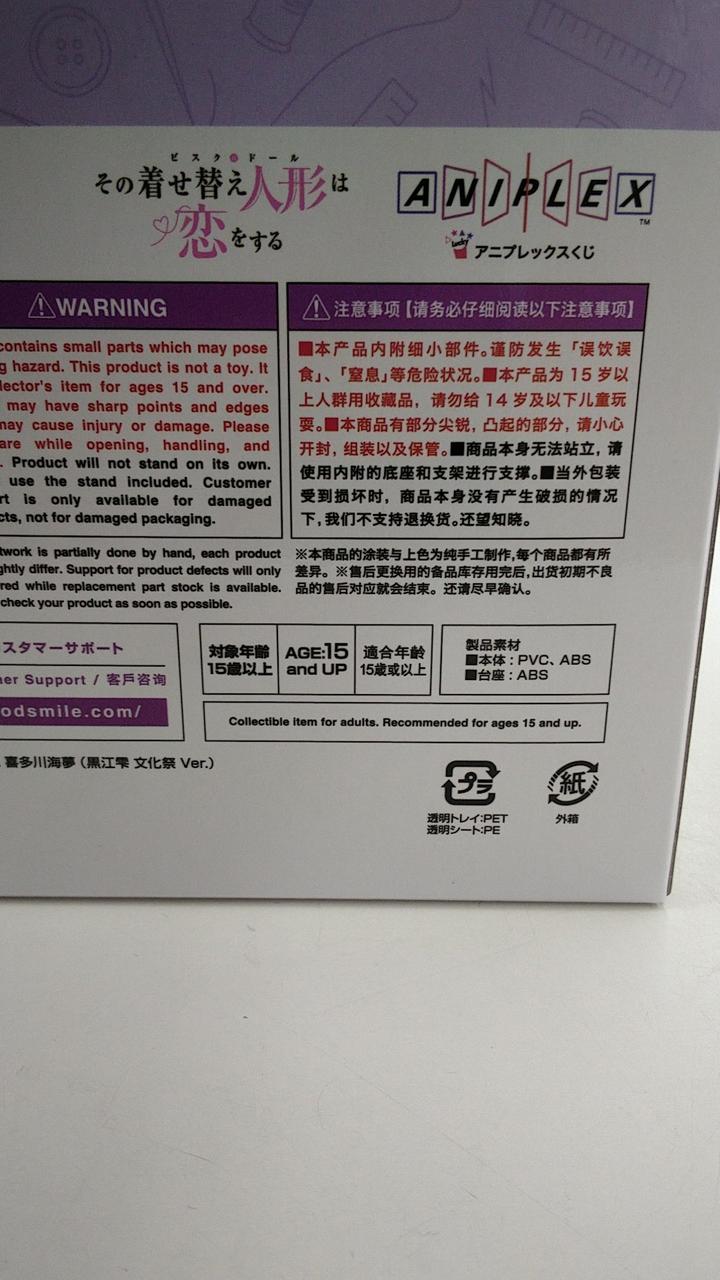 ビスク・ドール
その着せ替え人形は
恋をする
ANIPLEX
TM
Lucky
アニプレックスくじ
⚠WARNING
contains small parts which may pose
g hazard. This product is not a toy. It
lector's item for ages 15 and over.
may have sharp points and edges
may cause injury or damage. Please
are while opening, handling, and
. Product will not stand on its own.
use the stand included. Customer
rt is only available for damaged
cts, not for damaged packaging.
⚠注意事项【请务必仔细阅读以下注意事项】
■本产品内附细小部件。谨防发生「误饮误
食」、「窒息」等危险状况。■本产品为 15 岁以
上人群用收藏品，请勿给 14 岁及以下儿童玩
耍。■本商品有部分尖锐，凸起的部分，请小心
开封，组装以及保管。■商品本身无法站立，请
使用内附的底座和支架进行支撑。■当外包装
受到损坏时，商品本身没有产生破损的情况
下，我们不支持退换货。还望知晓。
twork is partially done by hand, each product
ghtly differ. Support for product defects will only
red while replacement part stock is available.
check your product as soon as possible.
※本商品的涂装与上色为纯手工制作，每个商品都有所
差异。※售后更换用的备品库存用完后，出货初期不良
品的售后对应就会结束。还请尽早确认。
スタマーサポート
ner Support / 客戶咨询
odsmile.com/
対象年齢
15歳以上
AGE:15
and UP
適合年齡
15歲或以上
製品素材
■本体 : PVC、ABS
■台座 : ABS
Collectible item for adults. Recommended for ages 15 and up.
喜多川海夢（黒江雫 文化祭 Ver.）
プラ
透明トレイ:PET
透明シート:PE
紙
外箱